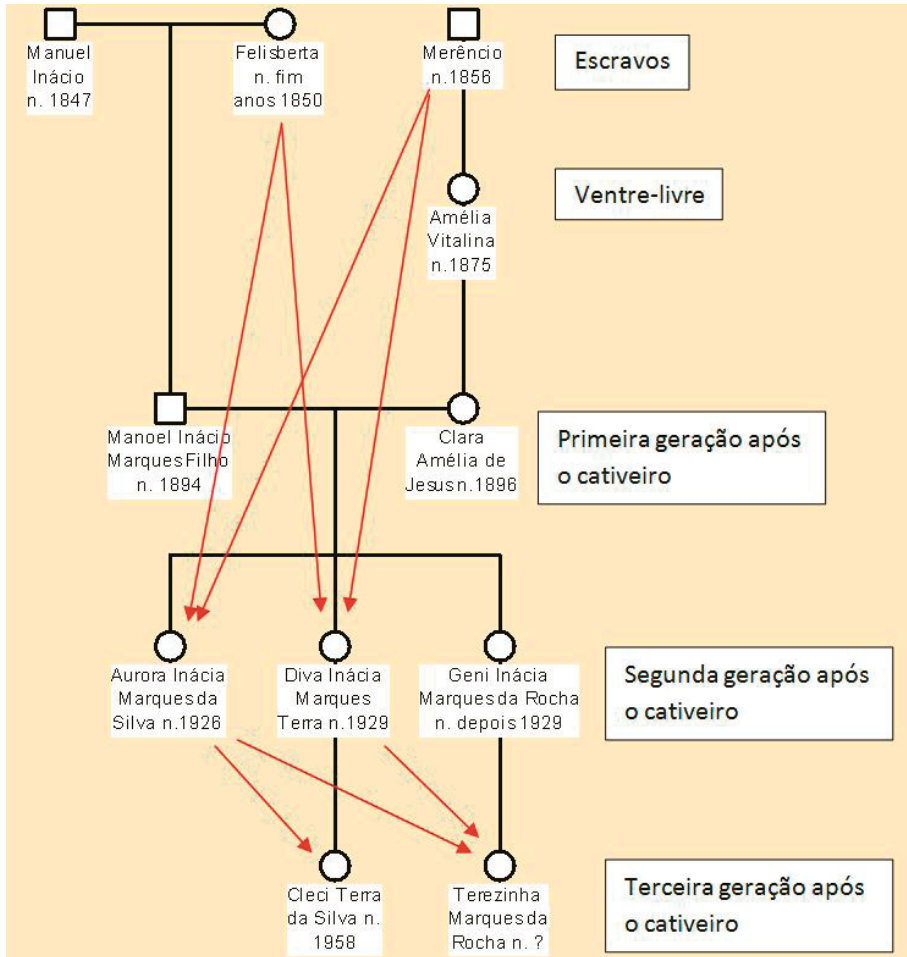 Manuel
Inácio
n. 1847
Felisberta
n. fim
anos 1850
Merêncio
n.1856
Escravos
Amélia
Vitalina
n.1875
Ventre-livre
Manoel Inácio
Marques Filho
n. 1894
Clara
Amélia de
Jesus n.1896
Primeira geração após
o cativeiro
Aurora Inácia
Marques da
Silva n.1926
Diva Inácia
Marques
Terra n.1929
Geni Inácia
Marques da Rocha
n. depois 1929
Segunda geração após
o cativeiro
Cleci Terra
da Silva n.
1958
Terezinha
Marques da
Rocha n. ?
Terceira geração após
o cativeiro